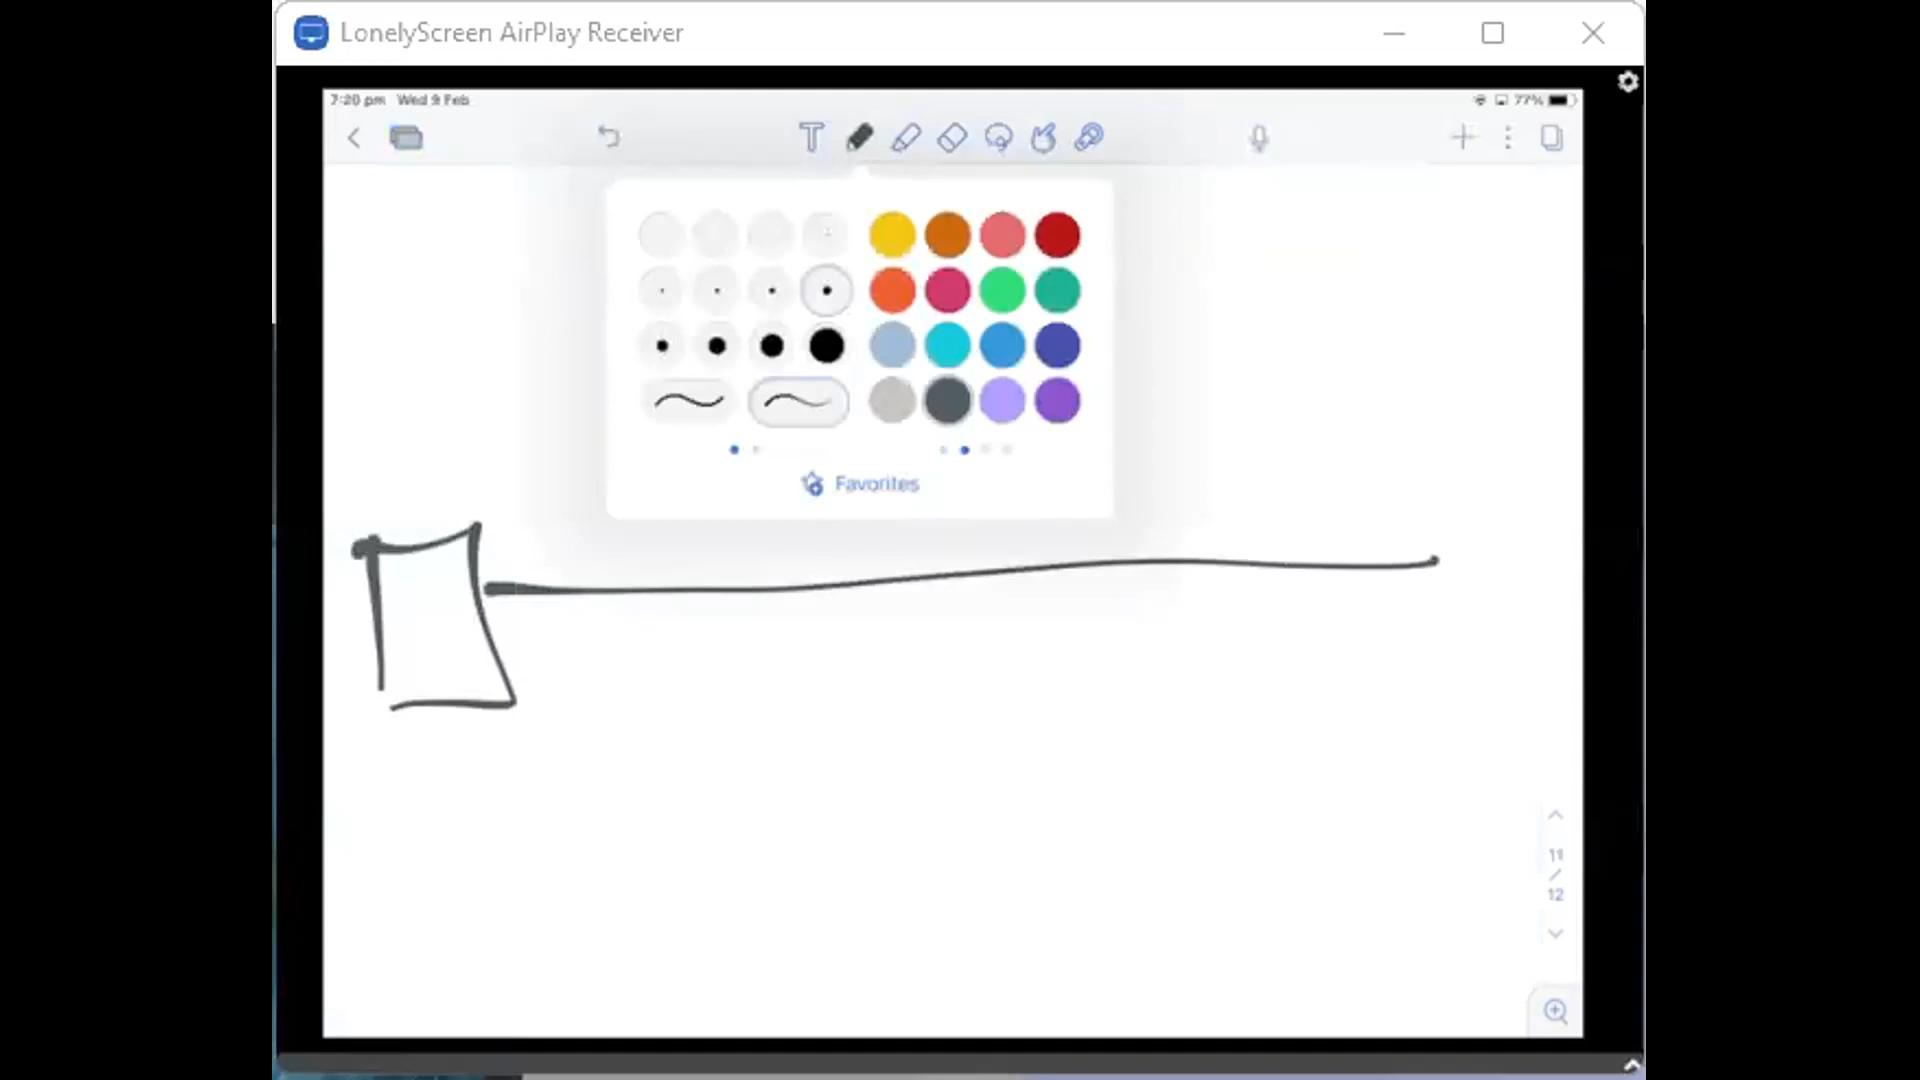 LonelyScreen AirPlay Receiver
7:20 pm Wed 9 Feb
77%
T
Favorites
11
/
12